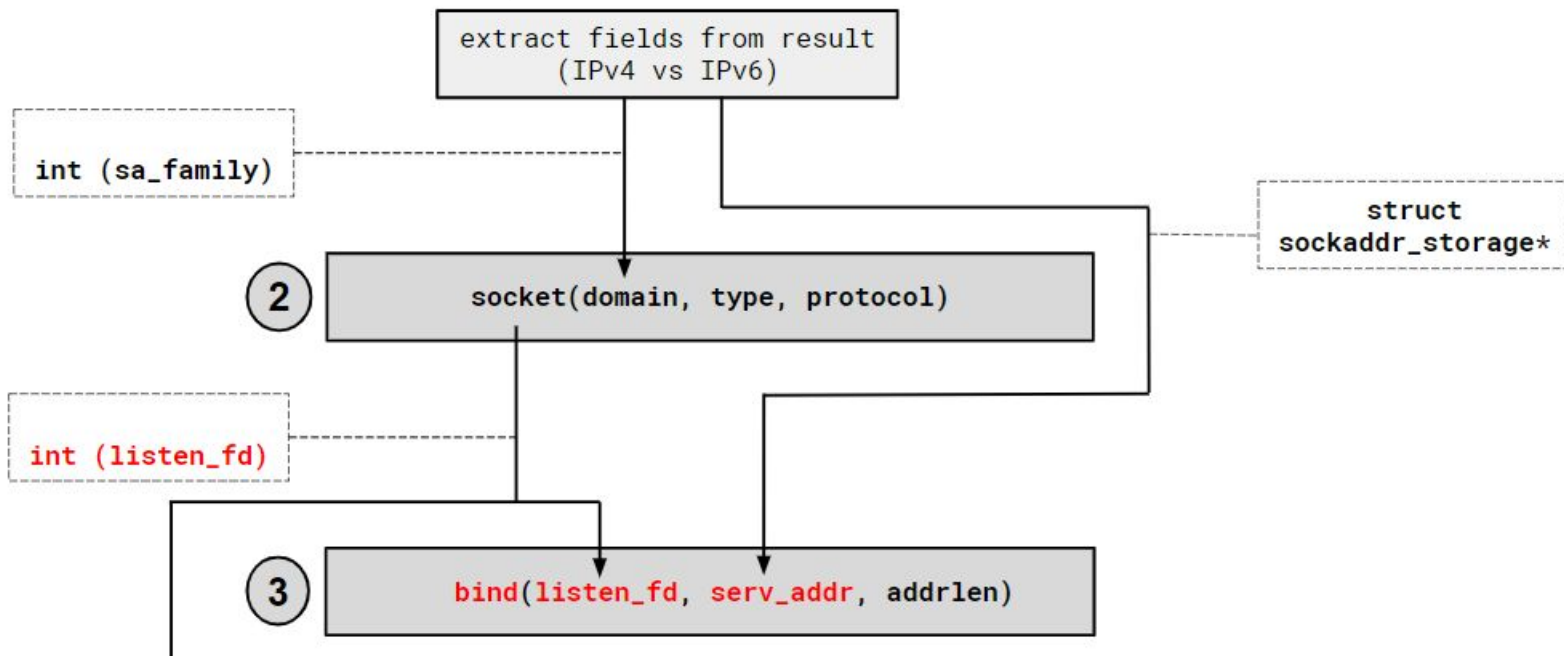 extract fields from result
(IPv4 vs IPv6)
int (sa_family)
struct
sockaddr_storage*
2
socket(domain, type, protocol)
int (listen_fd)
3
bind(listen_fd, serv_addr, addrlen)